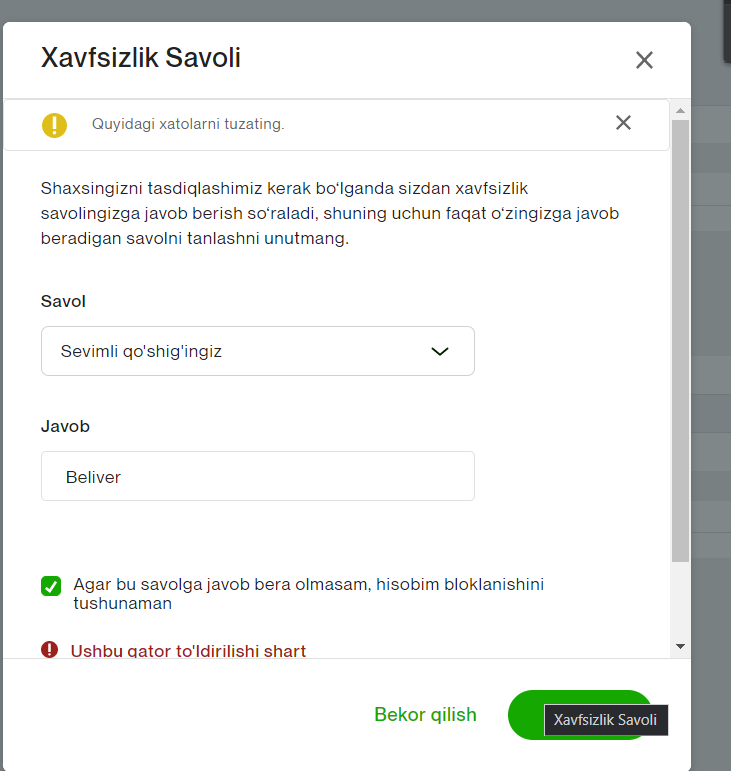 Xavfsizlik Savoli
Quyidagi xatolarni tuzating.
Shaxsingizni tasdiqlashimiz kerak bo‘lganda sizdan xavfsizlik
savolingizga javob berish so‘raladi, shuning uchun faqat o‘zingizga javob
beradigan savolni tanlashni unutmang.
Savol
Sevimli qo'shig'ingiz
Javob
Beliver
Agar bu savolga javob bera olmasam, hisobim bloklanishini
tushunaman
Ushbu qator to'ldirilishi shart
Bekor qilish
Xavfsizlik Savoli